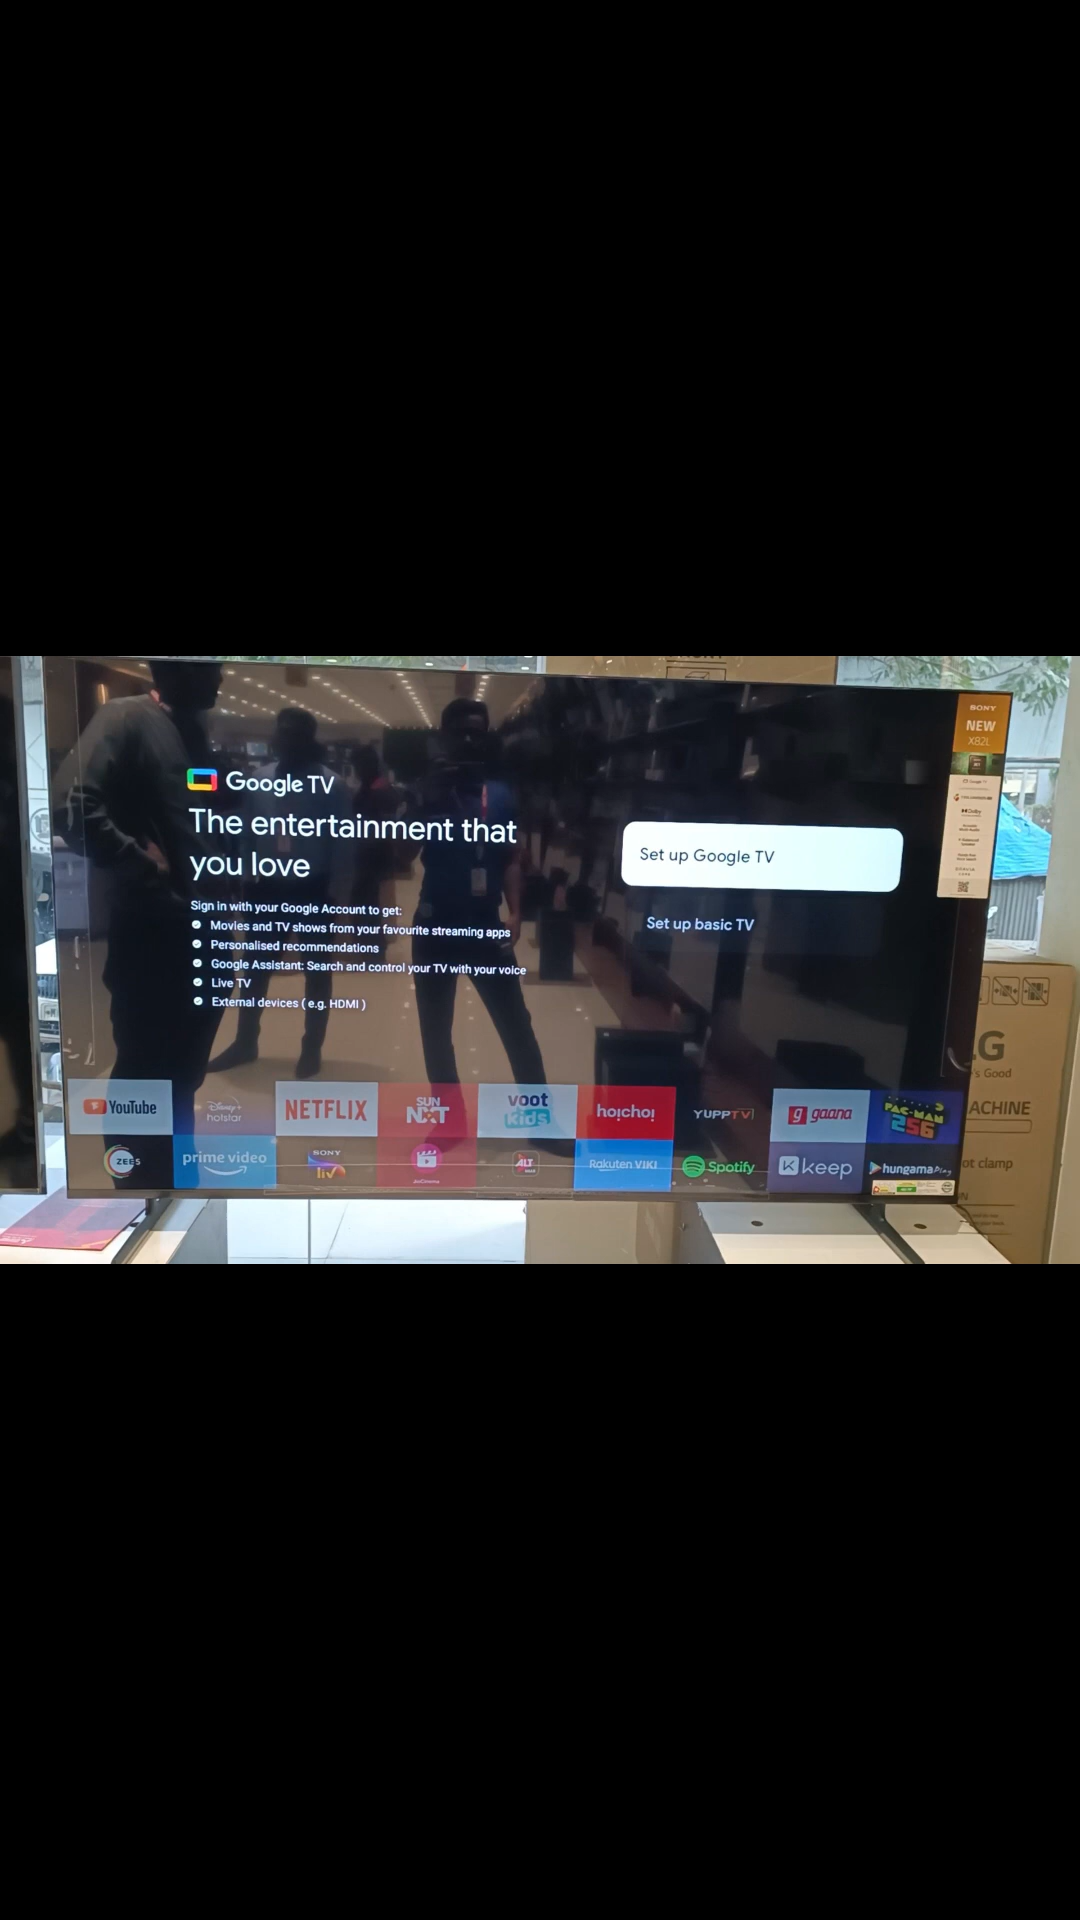 SONY
NEW
X82L
Google TV
The entertainment that
you love
Sign in with your Google Account to get:
Movies and TV shows from your favourite streaming apps
Personalised recommendations
Google Assistant: Search and control your TV with your voice
Live TV
External devices ( e.g. HDMI )
Set up Google TV
Set up basic TV
YouTube
Disney+
hotstar
NETFLIX
SUN
NXT
voot
kids
hoichoi
YUPPTV
g gaana
PAC-MAN
256
ZEE5
prime video
SONY
liv
JioCinema
ALT
Rakuten VIKI
Spotify
K keep
hungama Play
LG
's Good
ACHINE
ot clamp